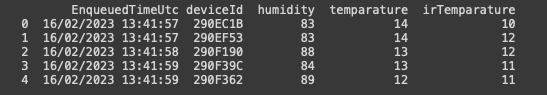 EnqueuedTimeUtc deviceId humidity temparature irTemparature
0 16/02/2023 13:41:57 290EC1B 83 14 10
1 16/02/2023 13:41:57 290EF53 83 14 12
2 16/02/2023 13:41:58 290F190 88 13 12
3 16/02/2023 13:41:59 290F39C 84 13 11
4 16/02/2023 13:41:59 290F362 89 12 11